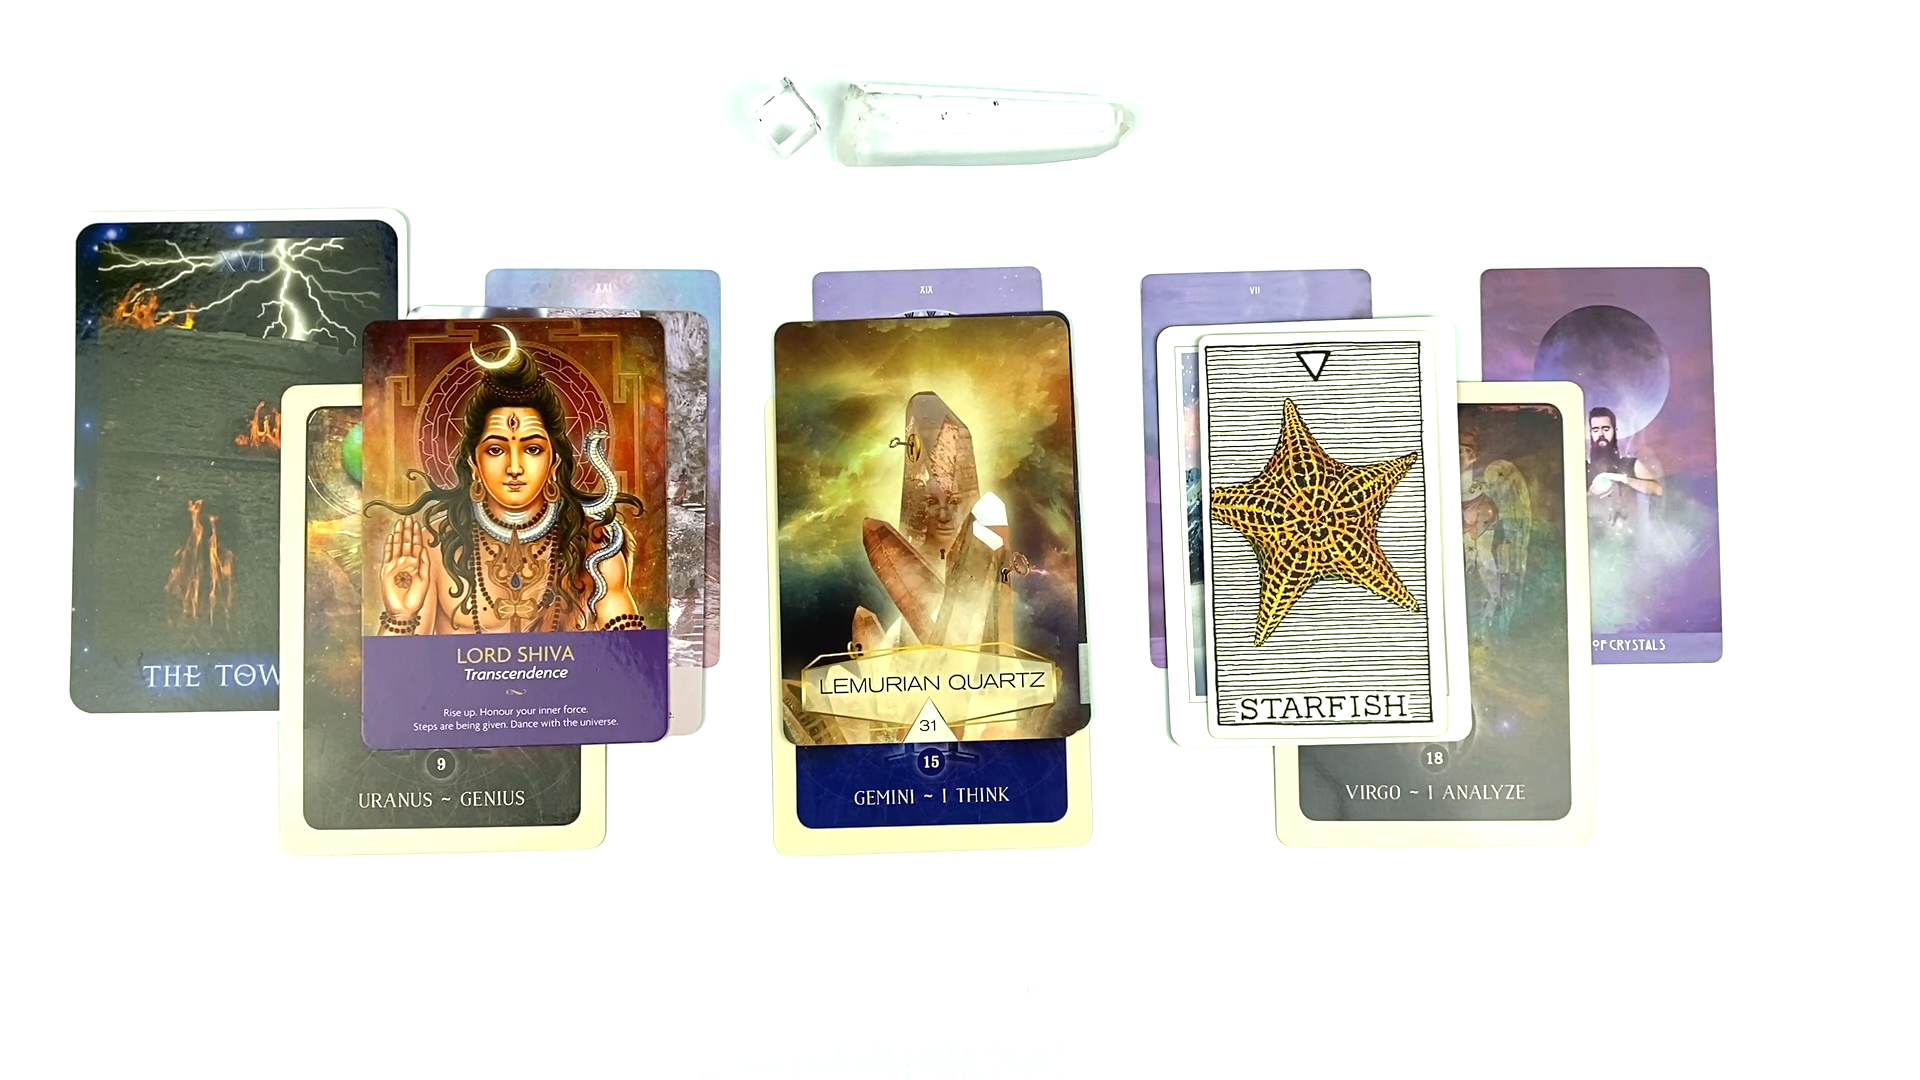 XVI
THE TOW
XXI
LORD SHIVA
Transcendence
Rise up. Honour your inner force.
Steps are being given. Dance with the universe.
9
URANUS ~ GENIUS
XIX
LEMURIAN QUARTZ
31
15
GEMINI ~ I THINK
VII
STARFISH
18
VIRGO ~ I ANALYZE
OF CRYSTALS